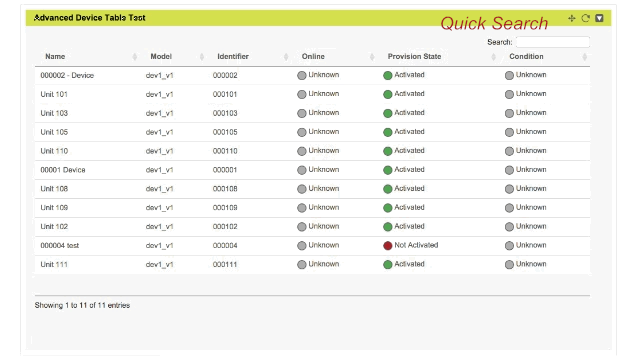 Advanced Device Table Test
Quick Search
Search:
Name Model Identifier Online Provision State Condition
000002 - Device dev1_v1 000002 Unknown Activated Unknown
Unit 101 dev1_v1 000101 Unknown Activated Unknown
Unit 103 dev1_v1 000103 Unknown Activated Unknown
Unit 105 dev1_v1 000105 Unknown Activated Unknown
Unit 110 dev1_v1 000110 Unknown Activated Unknown
00001 Device dev1_v1 000001 Unknown Activated Unknown
Unit 108 dev1_v1 000108 Unknown Activated Unknown
Unit 109 dev1_v1 000109 Unknown Activated Unknown
Unit 102 dev1_v1 000102 Unknown Activated Unknown
000004 test dev1_v1 000004 Unknown Not Activated Unknown
Unit 111 dev1_v1 000111 Unknown Activated Unknown
Showing 1 to 11 of 11 entries